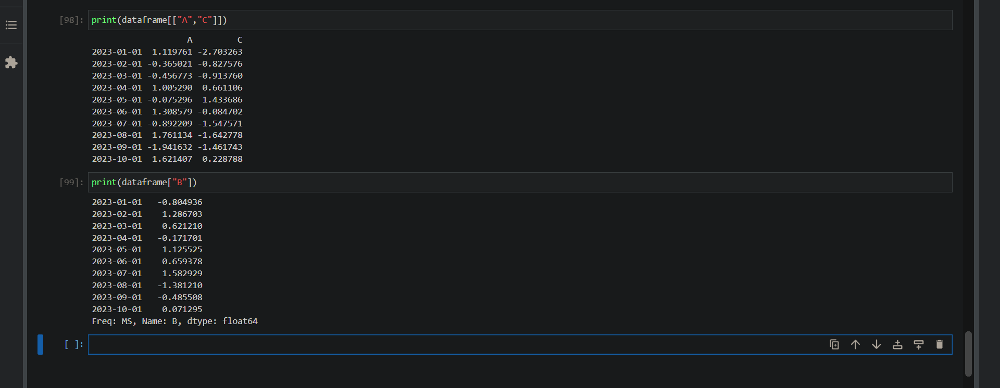 [98]: print(dataframe[["A","C"]])
                   A         C
2023-01-01  1.119761 -2.703263
2023-02-01 -0.365021 -0.827576
2023-03-01 -0.456773 -0.913760
2023-04-01  1.005290  0.661106
2023-05-01 -0.075296  1.433686
2023-06-01  1.308579 -0.084702
2023-07-01 -0.892209 -1.547571
2023-08-01  1.761134 -1.642778
2023-09-01 -1.941632 -1.461743
2023-10-01  1.621407  0.228788
[99]: print(dataframe["B"])
2023-01-01   -0.804936
2023-02-01    1.286703
2023-03-01    0.621210
2023-04-01   -0.171701
2023-05-01    1.125525
2023-06-01    0.659378
2023-07-01    1.582929
2023-08-01   -1.381210
2023-09-01   -0.485508
2023-10-01    0.071295
Freq: MS, Name: B, dtype: float64
[ ]: